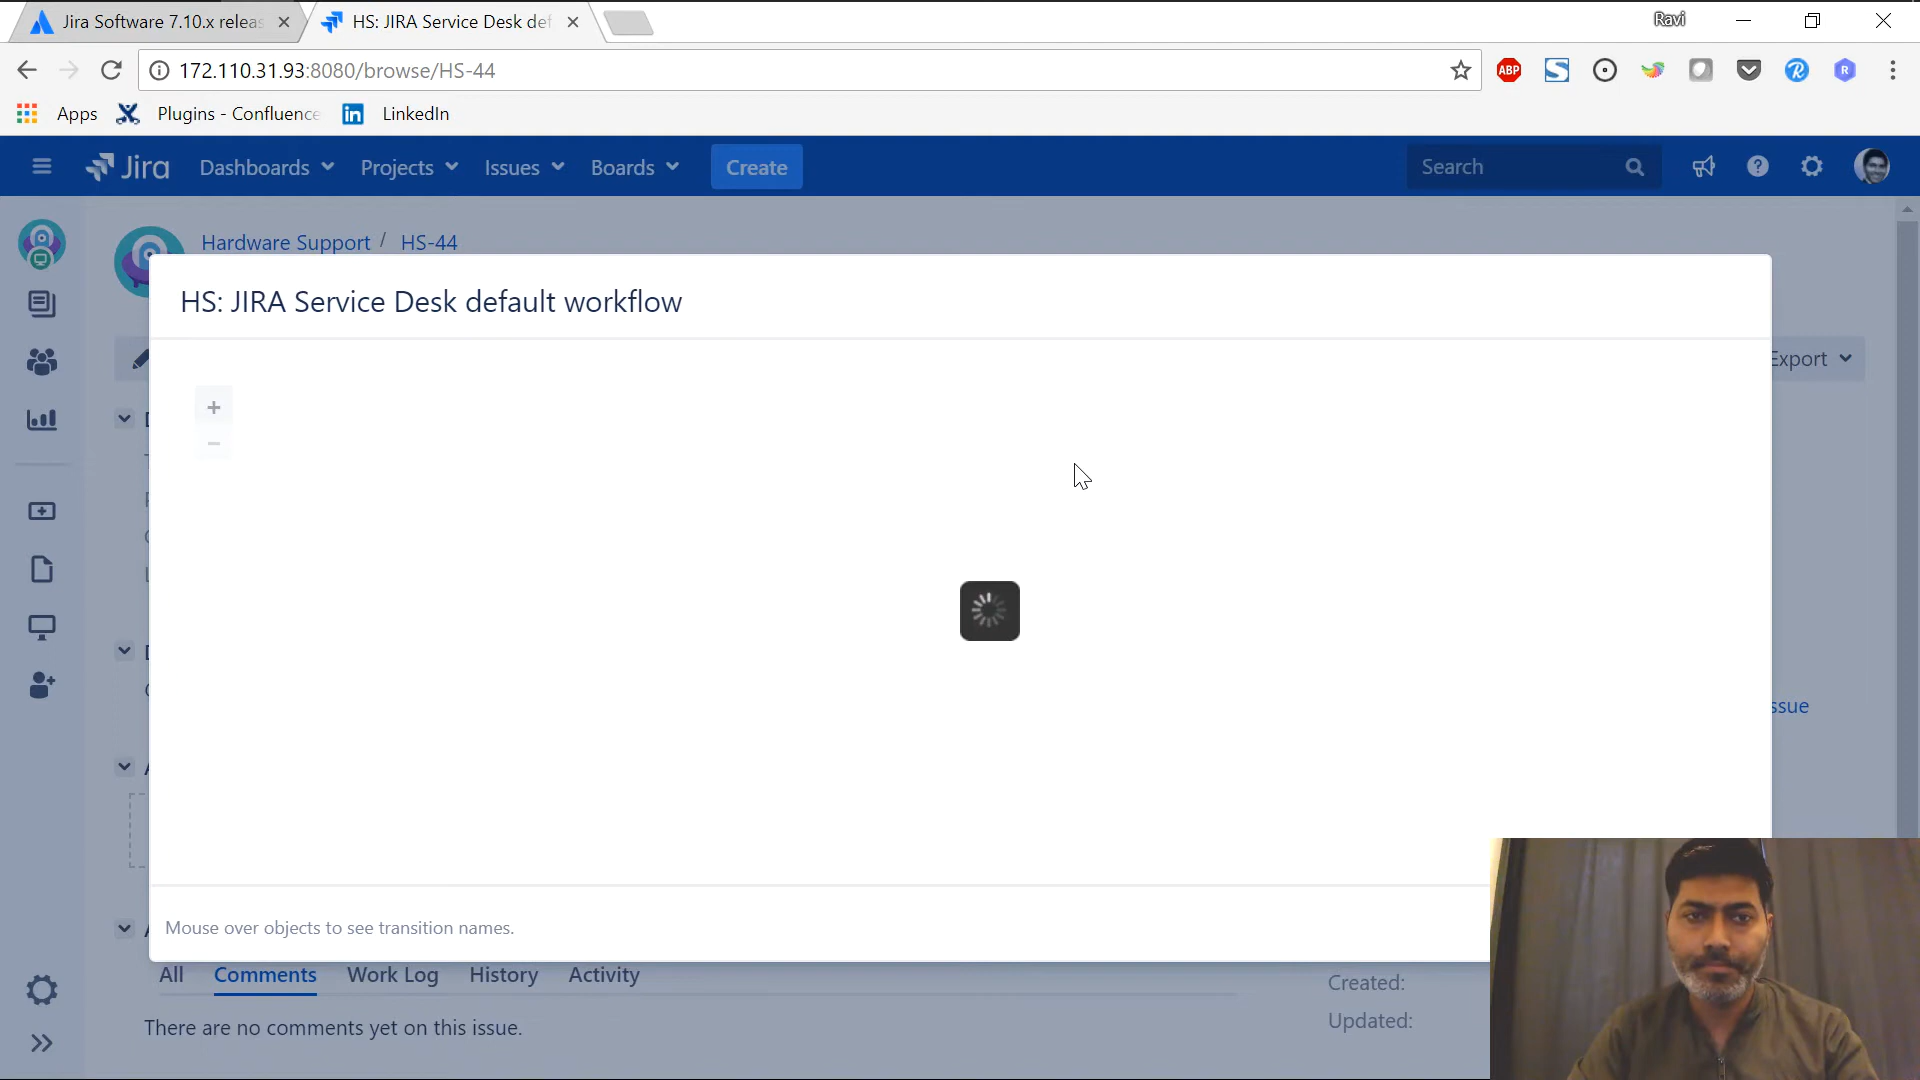 Jira Software 7.10.x releas
HS: JIRA Service Desk def
Ravi
172.110.31.93:8080/browse/HS-44
ABP
S
R
R
Apps
Plugins - Confluence
in
LinkedIn
Jira
Dashboards
Projects
Issues
Boards
Create
Search
Hardware Support / HS-44
HS: JIRA Service Desk default workflow
Export
ssue
Mouse over objects to see transition names.
All
Comments
Work Log
History
Activity
There are no comments yet on this issue.
Created:
Updated: